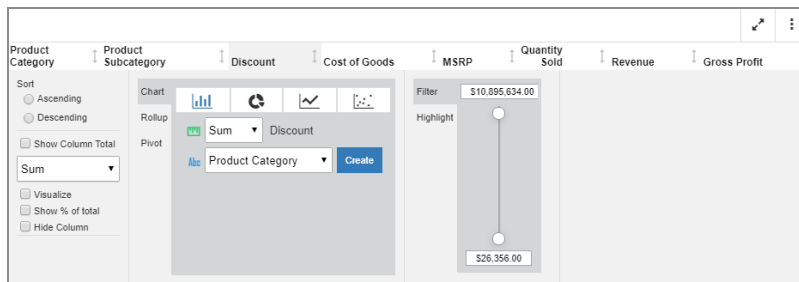 Product Category
Product Subcategory
Discount
Cost of Goods
MSRP
Quantity Sold
Revenue
Gross Profit
Sort
Ascending
Descending
Show Column Total
Sum
Visualize
Show % of total
Hide Column
Chart
Rollup
Pivot
Sum
Discount
Abc
Product Category
Create
Filter
$10,895,634.00
Highlight
$26,356.00